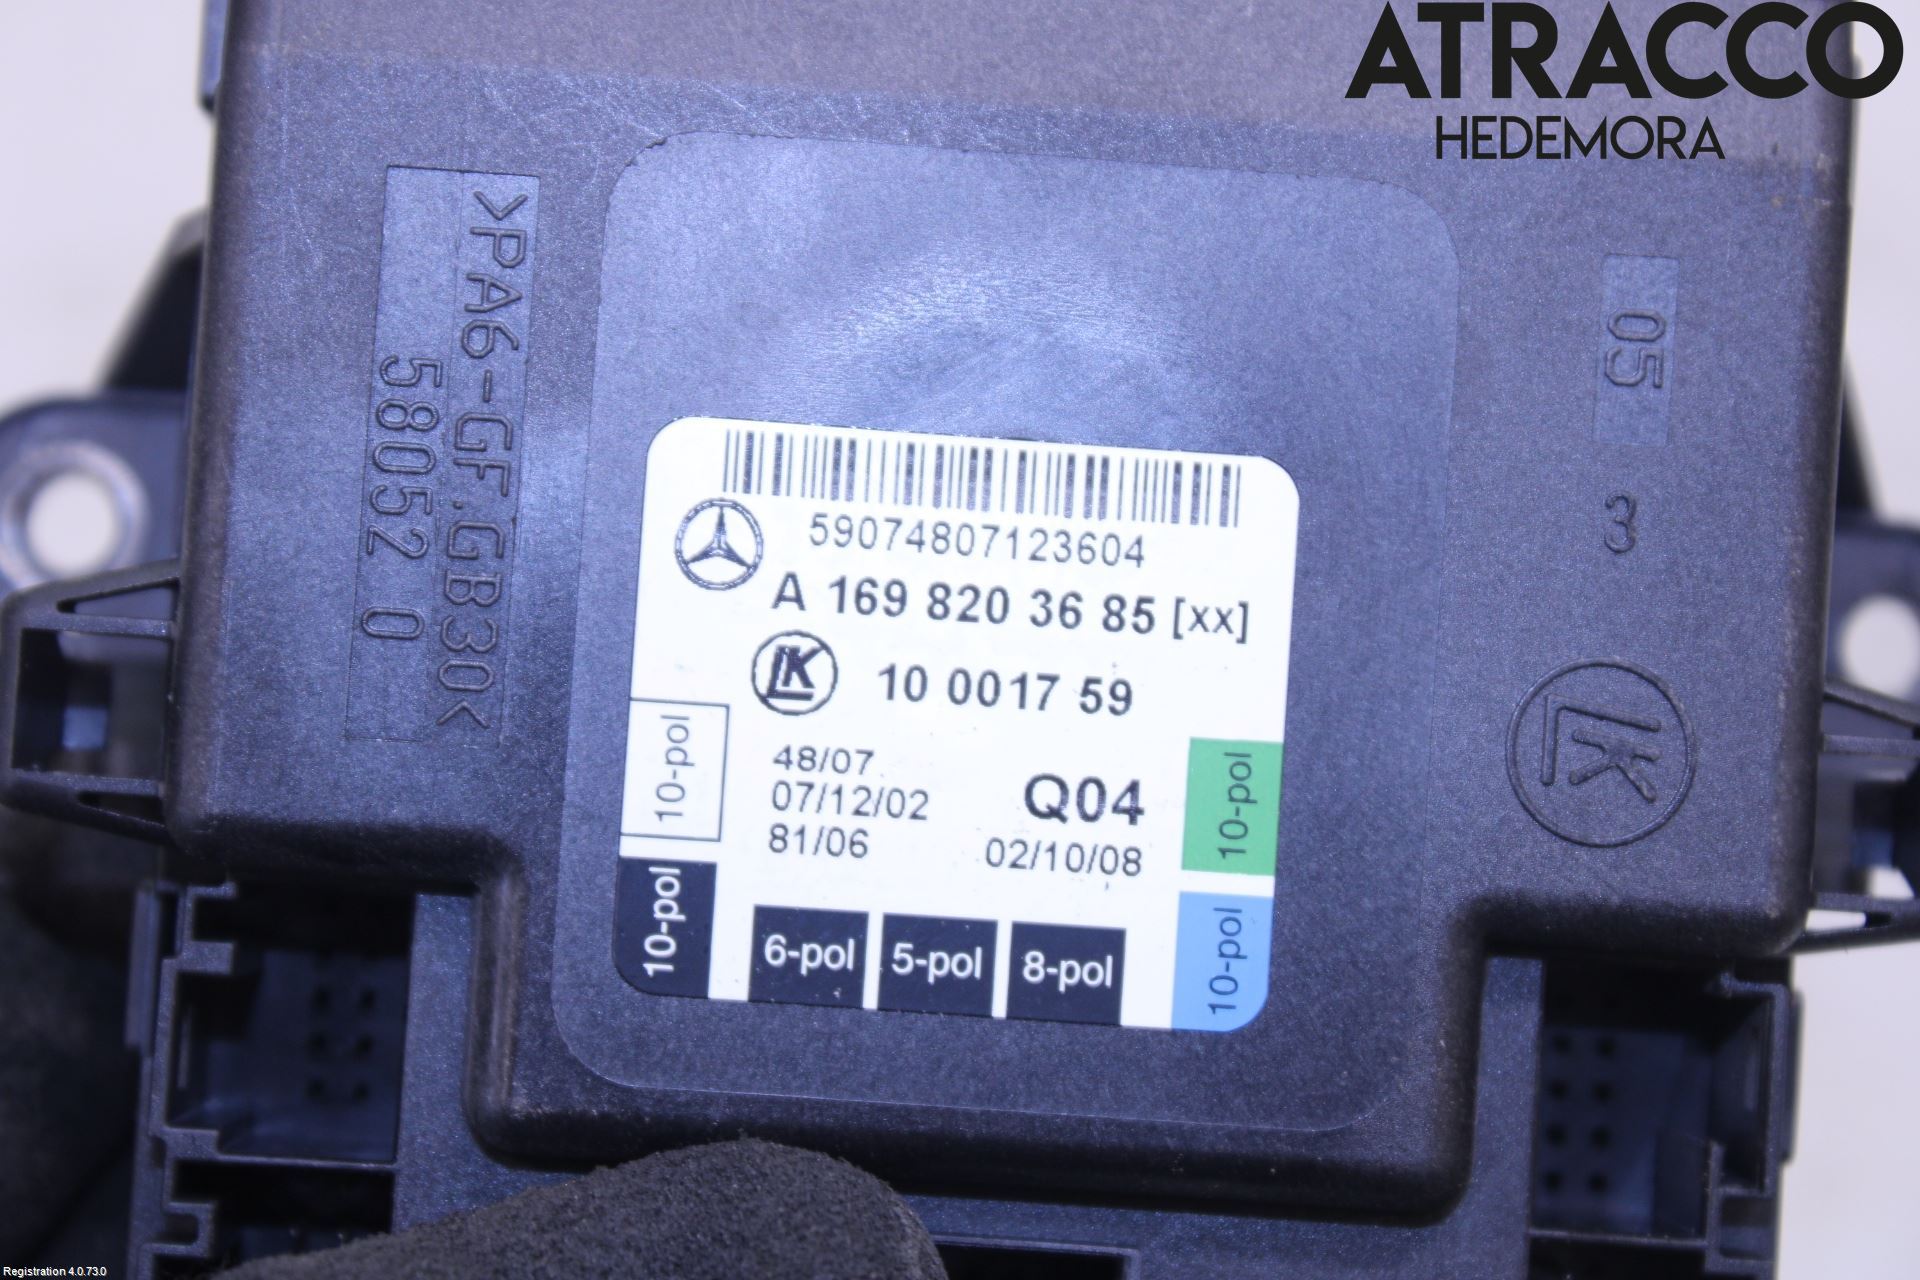 ATRACCO
HEDEMORA
>PA6-GF.GB30<
58052 0
05
3
59074807123604
A 169 820 36 85 [xx]
LK 10 0017 59
LK
10-pol
48/07
07/12/02
81/06
Q04
02/10/08
10-pol
10-pol
6-pol
5-pol
8-pol
10-pol
Registration 4.0.73.0